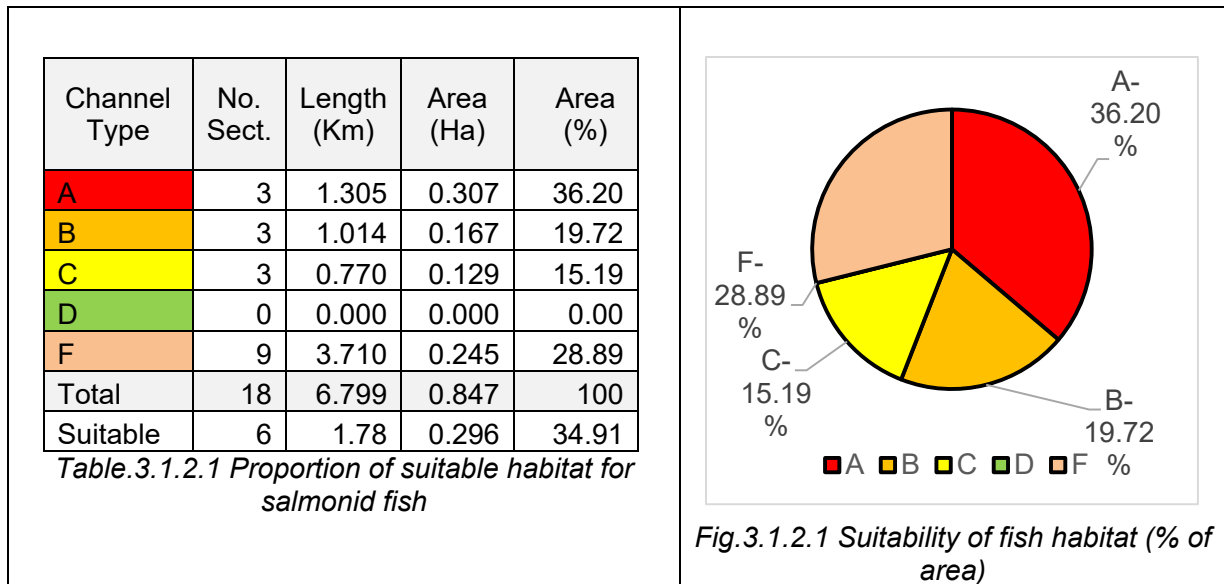 Channel Type No. Sect. Length (Km) Area (Ha) Area (%)
A 3 1.305 0.307 36.20
B 3 1.014 0.167 19.72
C 3 0.770 0.129 15.19
D 0 0.000 0.000 0.00
F 9 3.710 0.245 28.89
Total 18 6.799 0.847 100
Suitable 6 1.78 0.296 34.91
Table.3.1.2.1 Proportion of suitable habitat for
salmonid fish
A-
36.20
%
F-
28.89
%
C-
15.19
%
B-
19.72
%
A B C D F
Fig.3.1.2.1 Suitability of fish habitat (% of
area)